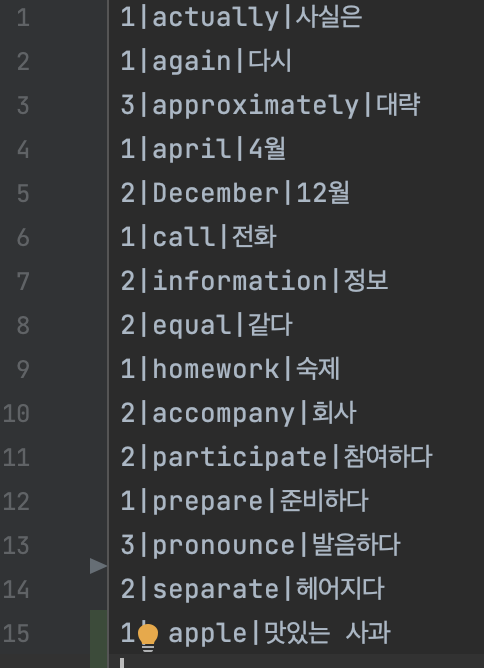 1 1|actually|사실은
2 1|again|다시
3 3|approximately|대략
4 1|april|4월
5 2|December|12월
6 1|call|전화
7 2|information|정보
8 2|equal|같다
9 1|homework|숙제
10 2|accompany|회사
11 2|participate|참여하다
12 1|prepare|준비하다
13 3|pronounce|발음하다
14 2|separate|헤어지다
15 1| apple|맛있는 사과